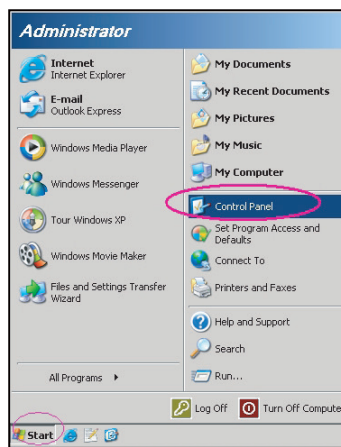 Administrator
Internet
Internet Explorer
E-mail
Outlook Express
Windows Media Player
Windows Messenger
Tour Windows XP
Windows Movie Maker
Files and Settings Transfer
Wizard
All Programs
My Documents
My Recent Documents
My Pictures
My Music
My Computer
Control Panel
Set Program Access and
Defaults
Connect To
Printers and Faxes
Help and Support
Search
Run...
Log Off
Turn Off Compute
Start